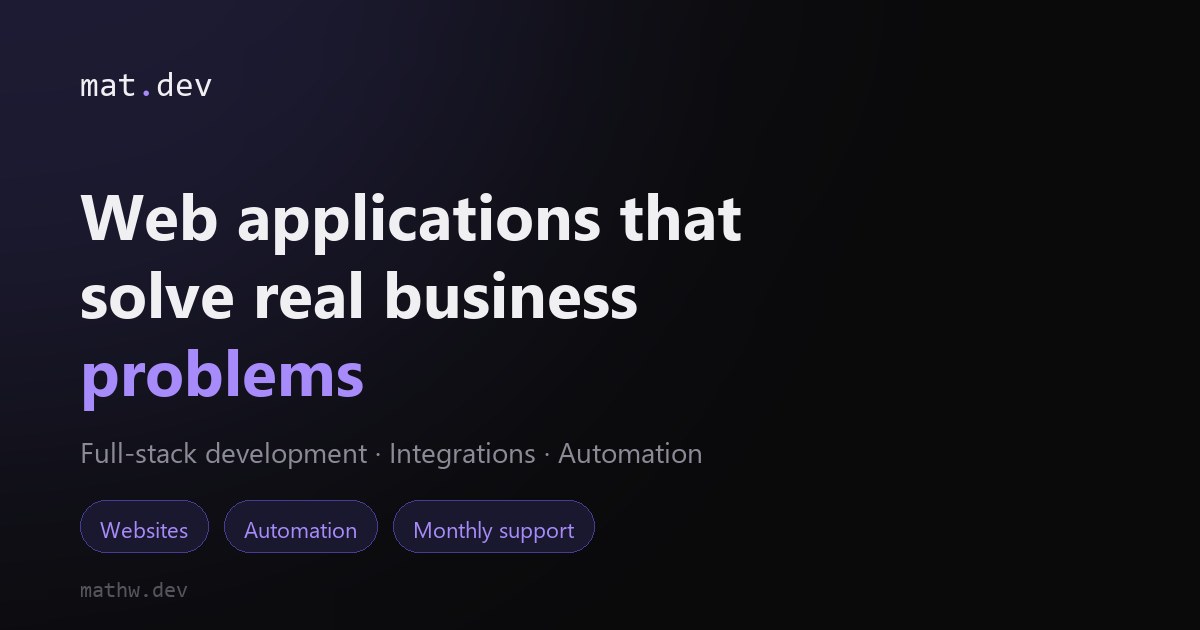 mat.dev
Web applications that
solve real business
problems
Full-stack development · Integrations · Automation
Websites
Automation
Monthly support
mathw.dev